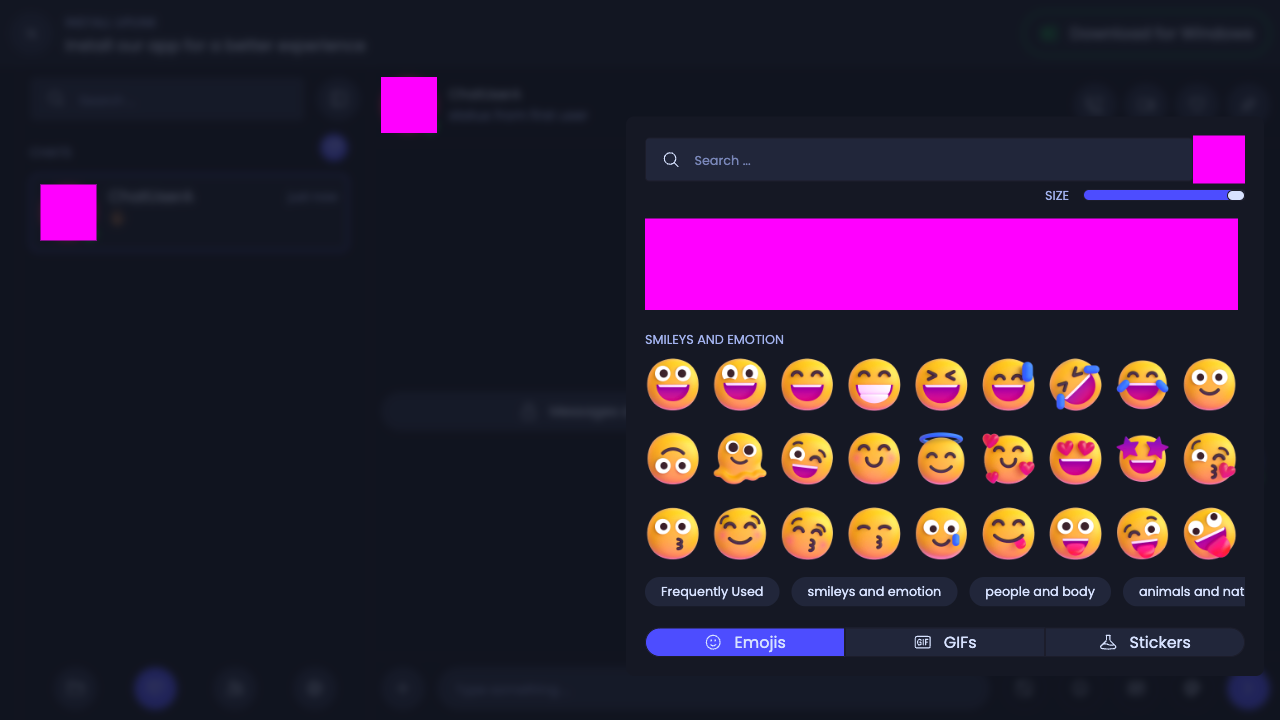 Install our app for a better experience
Download for Windows
Search ...
SIZE
SMILEYS AND EMOTION
Frequently Used
smileys and emotion
people and body
animals and nat
Emojis
GIFs
Stickers